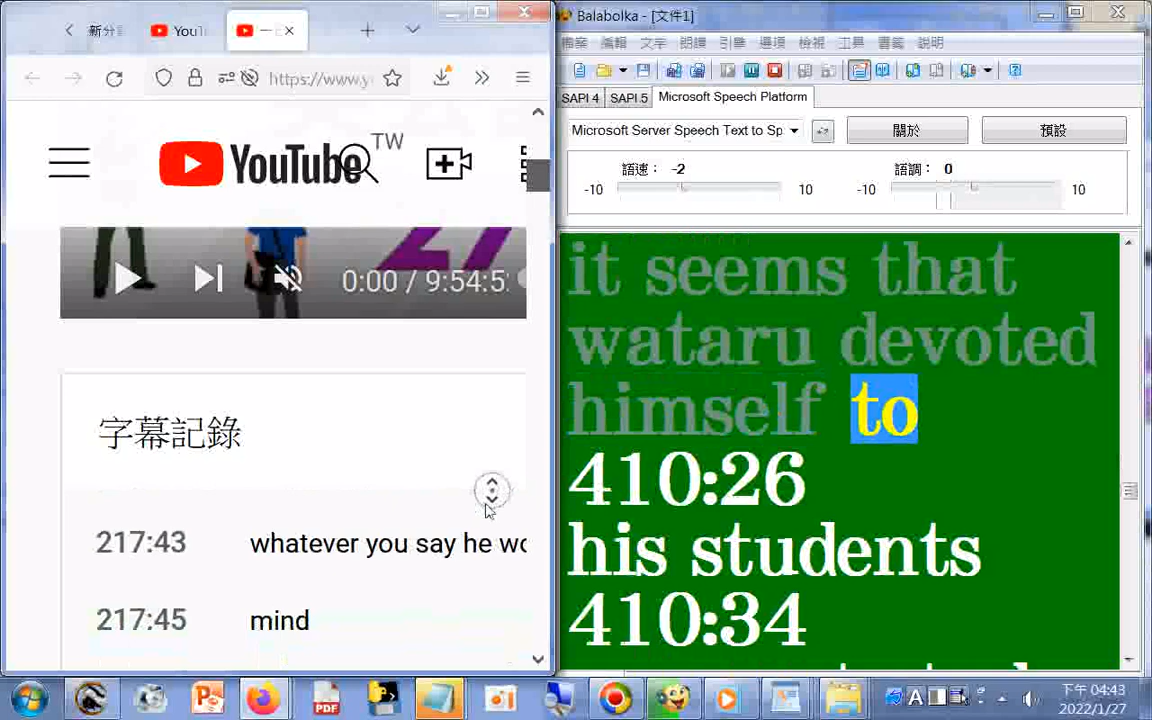 新分
YouT
一
https://www.y
TW
YouTube
27
0:00 / 9:54:5
字幕記錄
217:43
whatever you say he wo
217:45
mind
Balabolka - [文件1]
檔案 編輯 文字 朗讀 引擎 選項 檢視 工具 書籤 說明
SAPI 4 SAPI 5 Microsoft Speech Platform
Microsoft Server Speech Text to Sp
關於
預設
語速： -2
-10 10
語調： 0
-10 10
it seems that
wataru devoted
himself to
410:26
his students
410:34
PDF
A
下午 04:43
2022/1/27